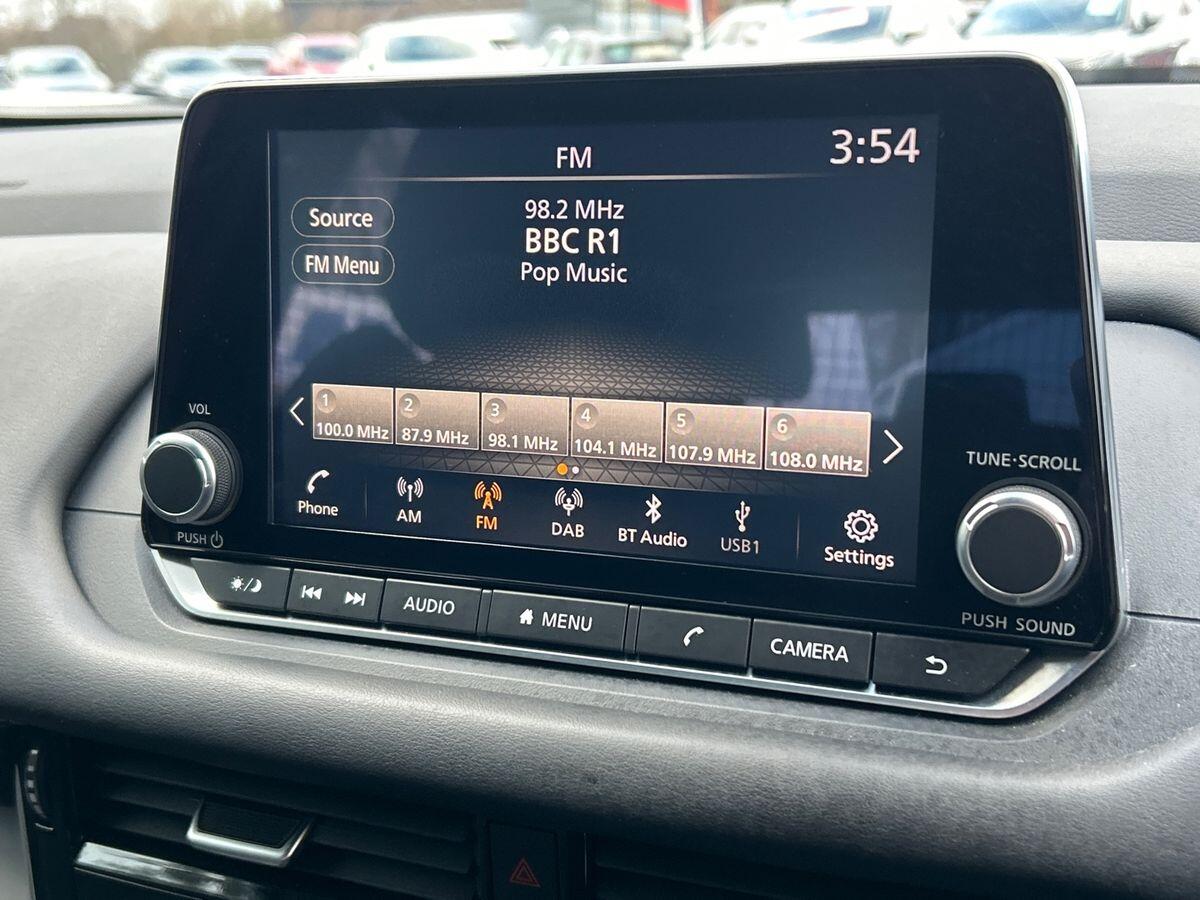 FM
3:54
Source
98.2 MHz
BBC R1
FM Menu
Pop Music
1
2
3
4
5
6
100.0 MHz
87.9 MHz
98.1 MHz
104.1 MHz
107.9 MHz
108.0 MHz
VOL
TUNE·SCROLL
Phone
AM
FM
DAB
BT Audio
USB1
Settings
PUSH
PUSH SOUND
AUDIO
MENU
CAMERA